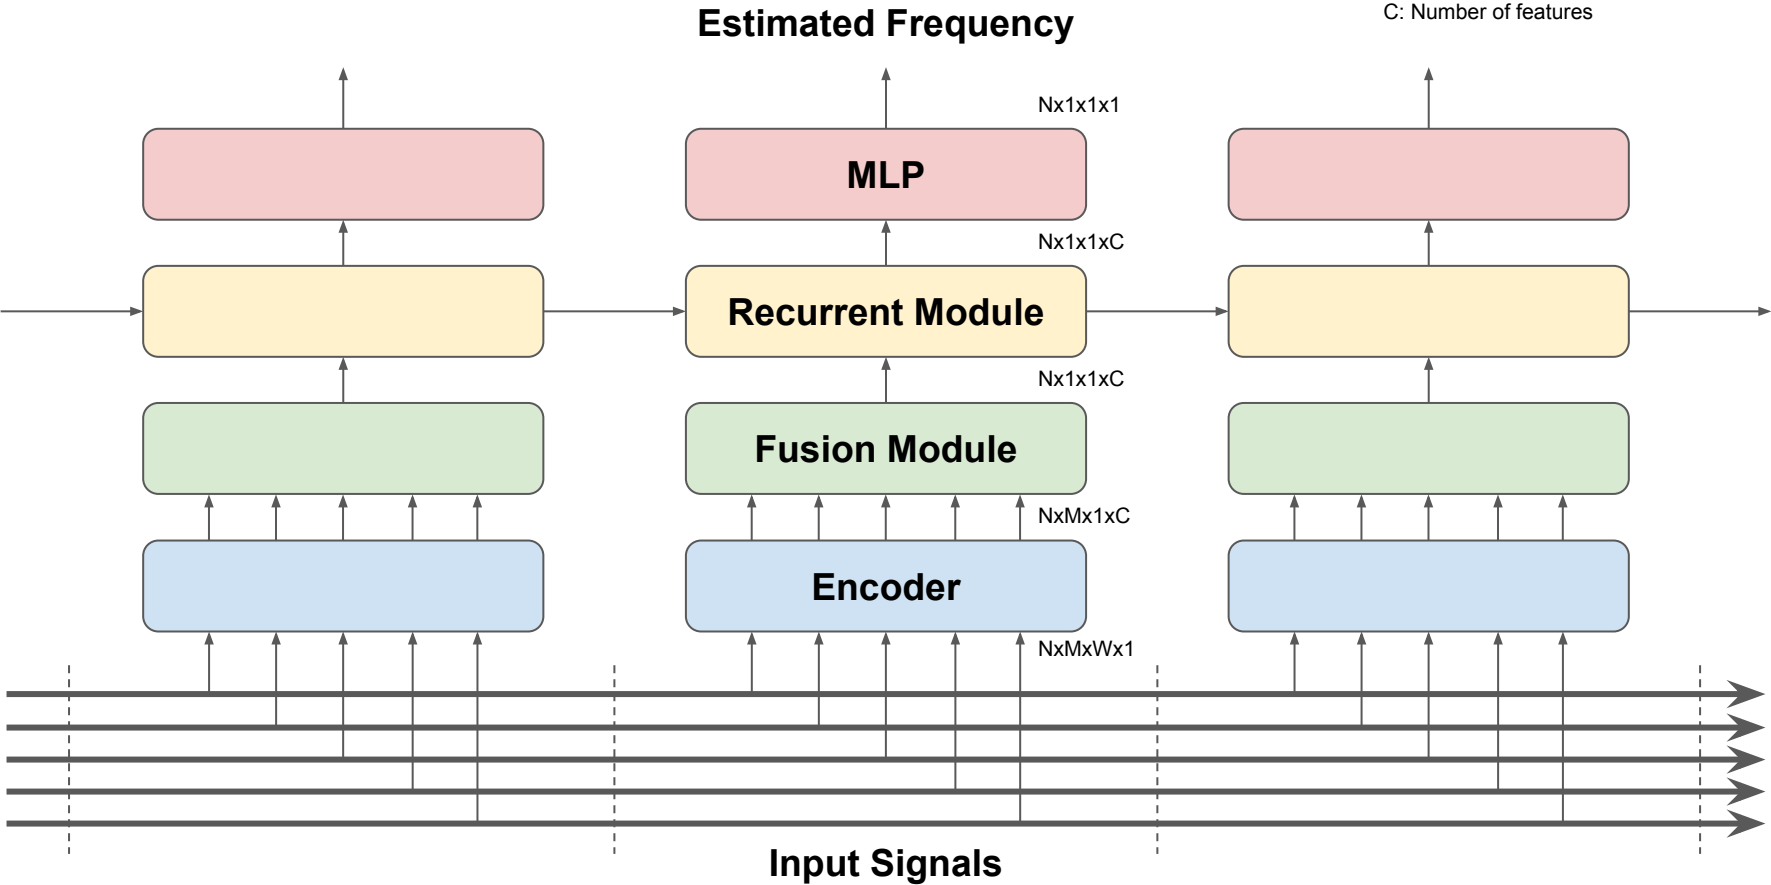 Estimated Frequency
C: Number of features
Nx1x1x1
MLP
Nx1x1xC
Recurrent Module
Nx1x1xC
Fusion Module
NxMx1xC
Encoder
NxMxWx1
Input Signals